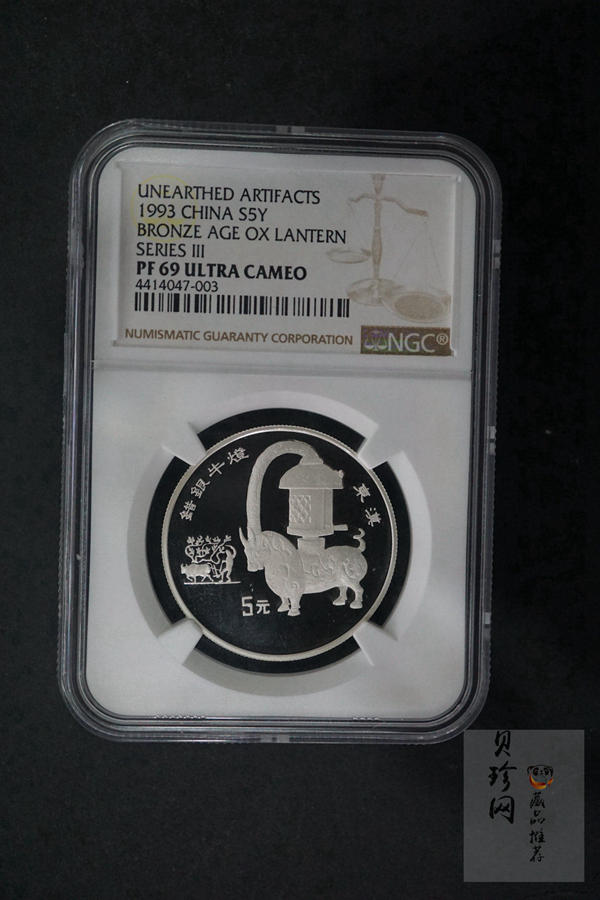 UNEARTHED ARTIFACTS
1993 CHINA S5Y
BRONZE AGE OX LANTERN
SERIES III
PF 69 ULTRA CAMEO
4414047-003
NUMISMATIC GUARANTY CORPORATION
NGC®
錯銀牛燈
東漢
5元
贝珍网
藏品推荐